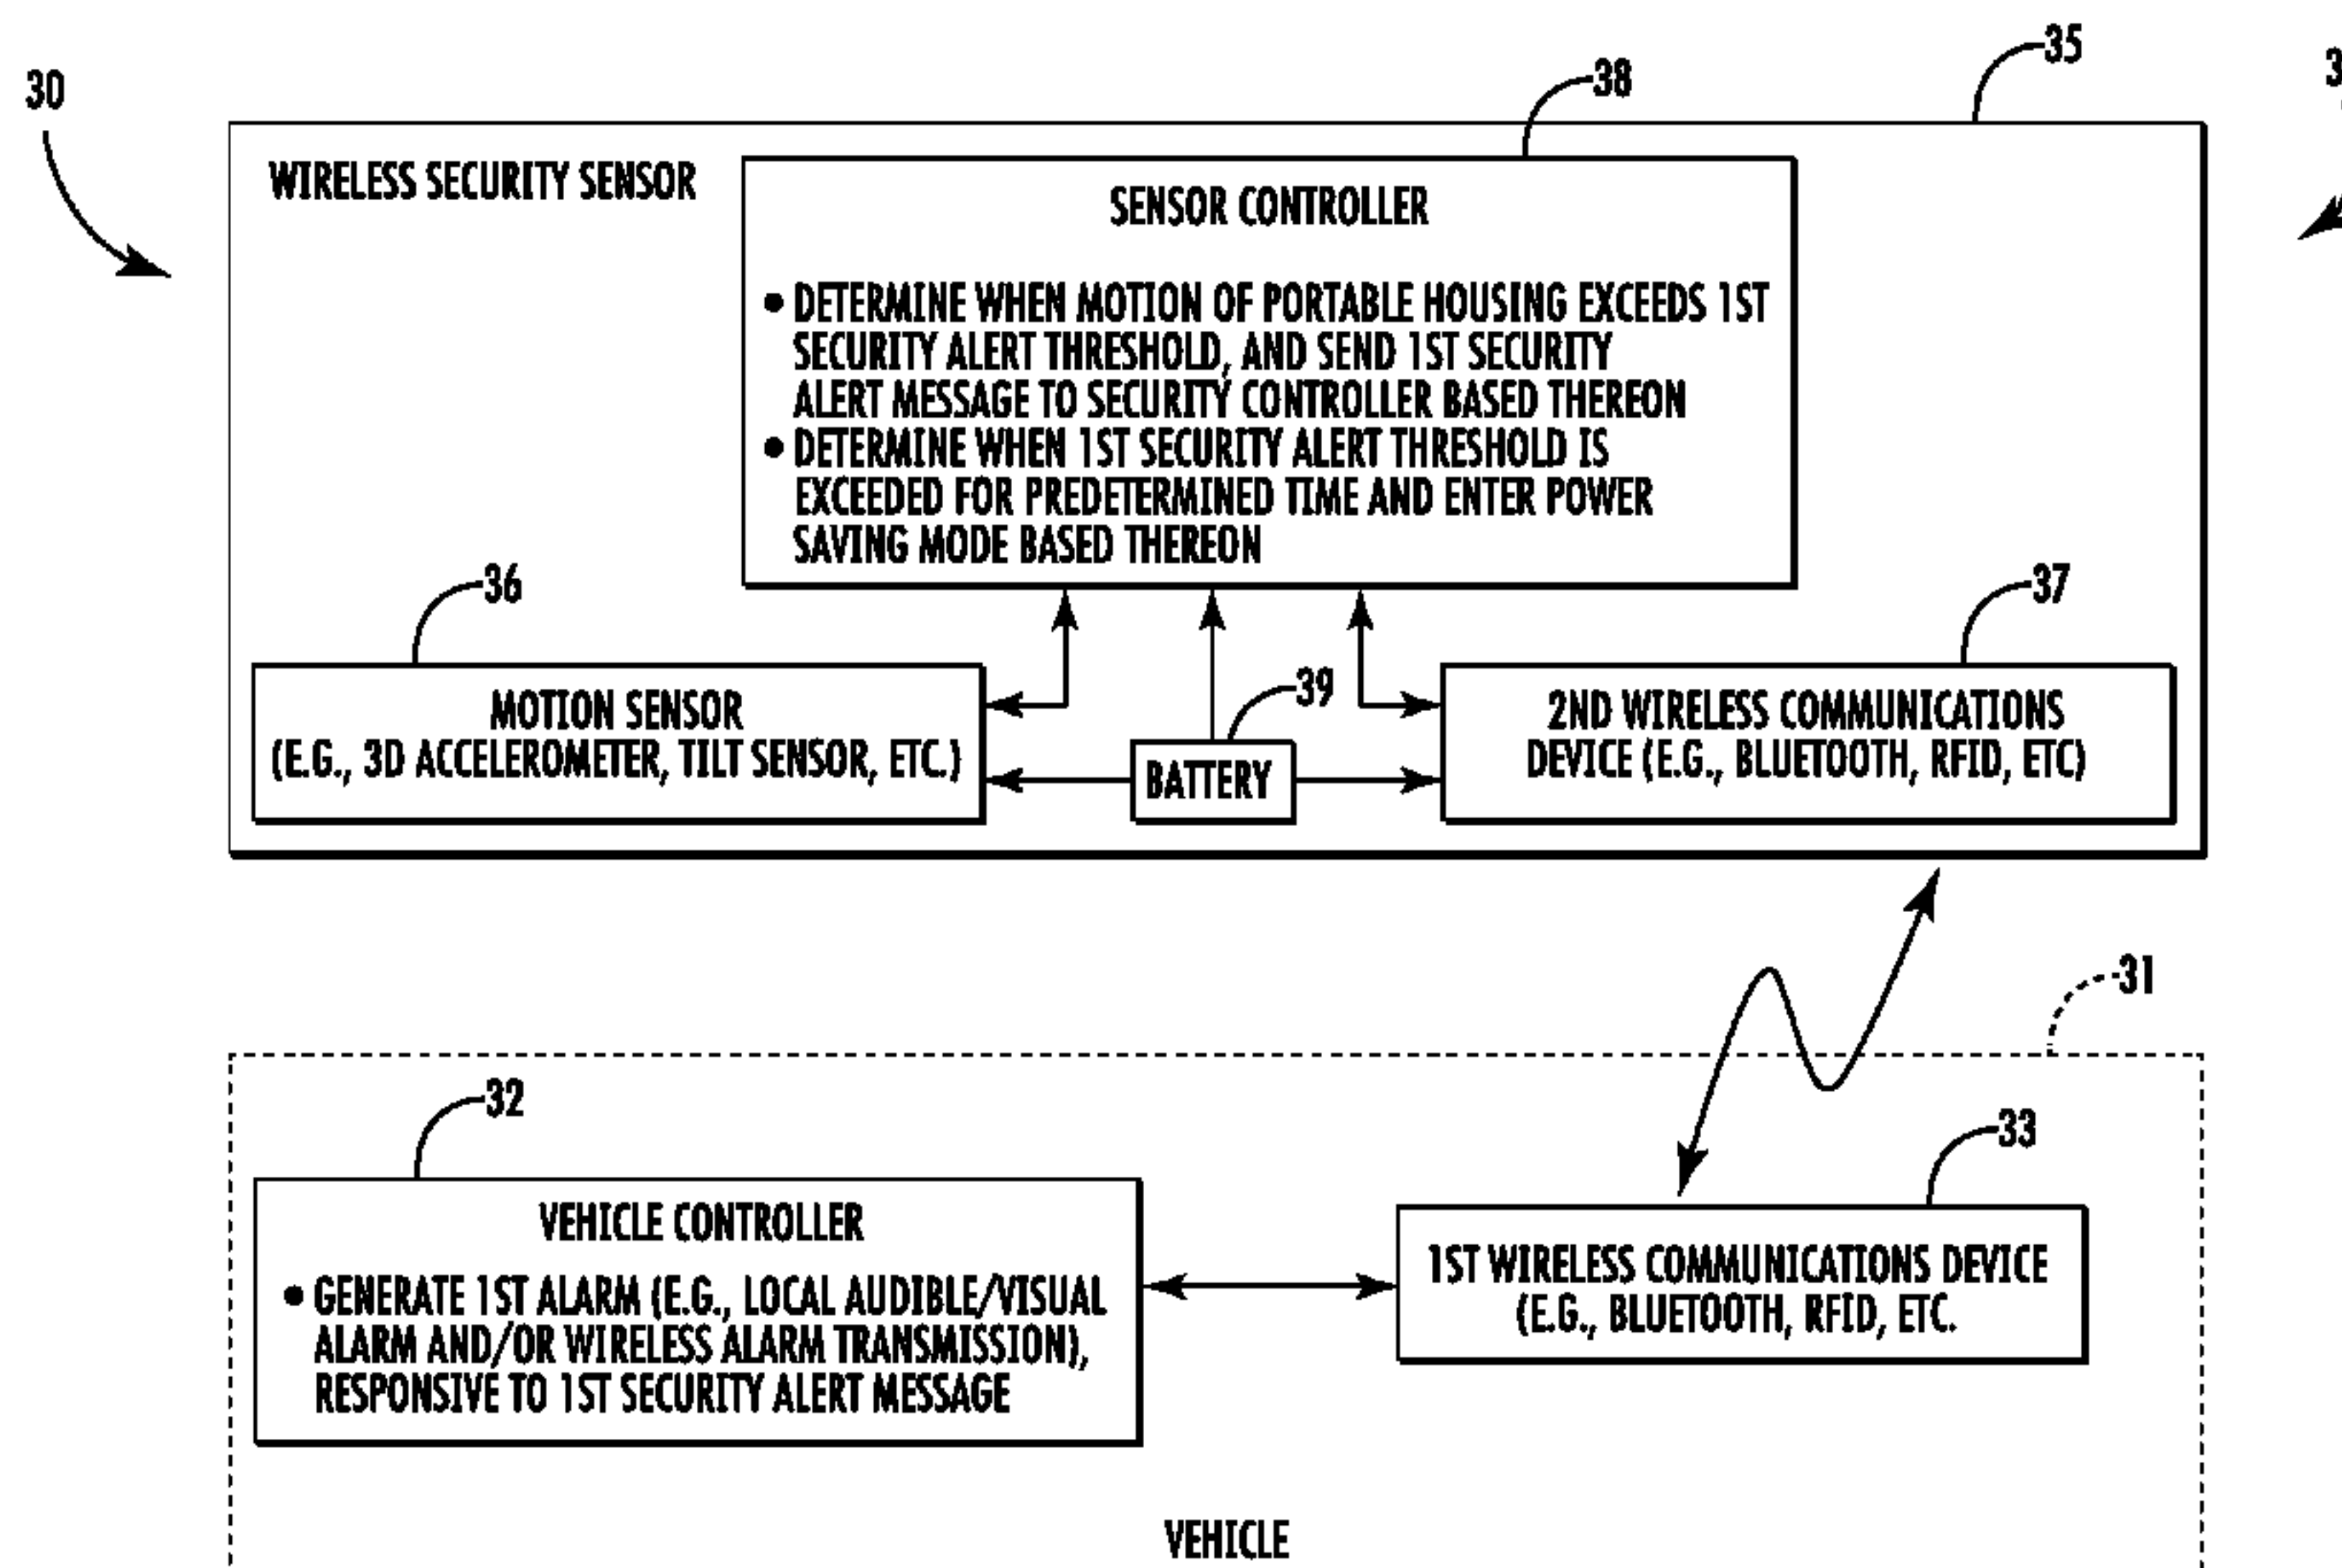 30
35
38
WIRELESS SECURITY SENSOR
SENSOR CONTROLLER
● DETERMINE WHEN MOTION OF PORTABLE HOUSING EXCEEDS 1ST
SECURITY ALERT THRESHOLD, AND SEND 1ST SECURITY
ALERT MESSAGE TO SECURITY CONTROLLER BASED THEREON
● DETERMINE WHEN 1ST SECURITY ALERT THRESHOLD IS
EXCEEDED FOR PREDETERMINED TIME AND ENTER POWER
SAVING MODE BASED THEREON
36
37
MOTION SENSOR
(E.G., 3D ACCELEROMETER, TILT SENSOR, ETC.)
39
BATTERY
2ND WIRELESS COMMUNICATIONS
DEVICE (E.G., BLUETOOTH, RFID, ETC)
31
32
33
VEHICLE CONTROLLER
● GENERATE 1ST ALARM (E.G., LOCAL AUDIBLE/VISUAL
ALARM AND/OR WIRELESS ALARM TRANSMISSION),
RESPONSIVE TO 1ST SECURITY ALERT MESSAGE
1ST WIRELESS COMMUNICATIONS DEVICE
(E.G., BLUETOOTH, RFID, ETC.
VEHICLE